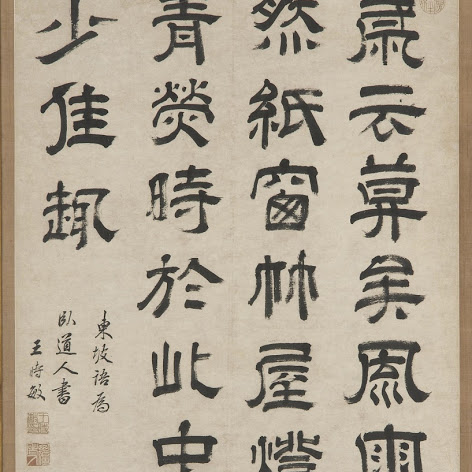 歲云莫矣風雨
然紙窗竹屋燈
青熒時於此中
少佳趣
東坡語為
臥道人書
王時敏